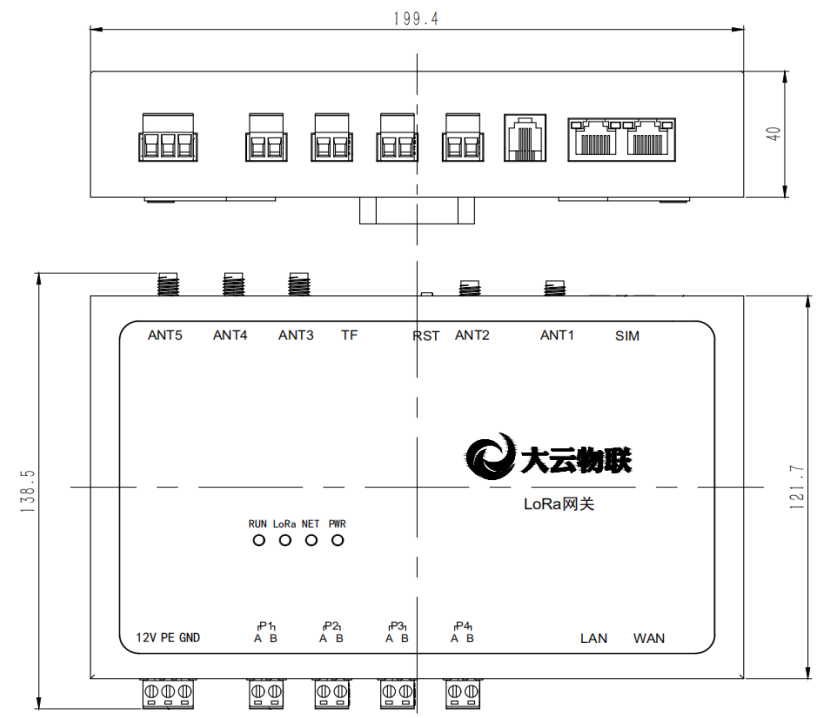 199.4
40
ANT5 ANT4 ANT3 TF RST ANT2 ANT1 SIM
138.5
121.7
大云物联
LoRa网关
RUN LoRa NET PWR
P1 P2 P3 P4
12V PE GND A B A B A B A B LAN WAN